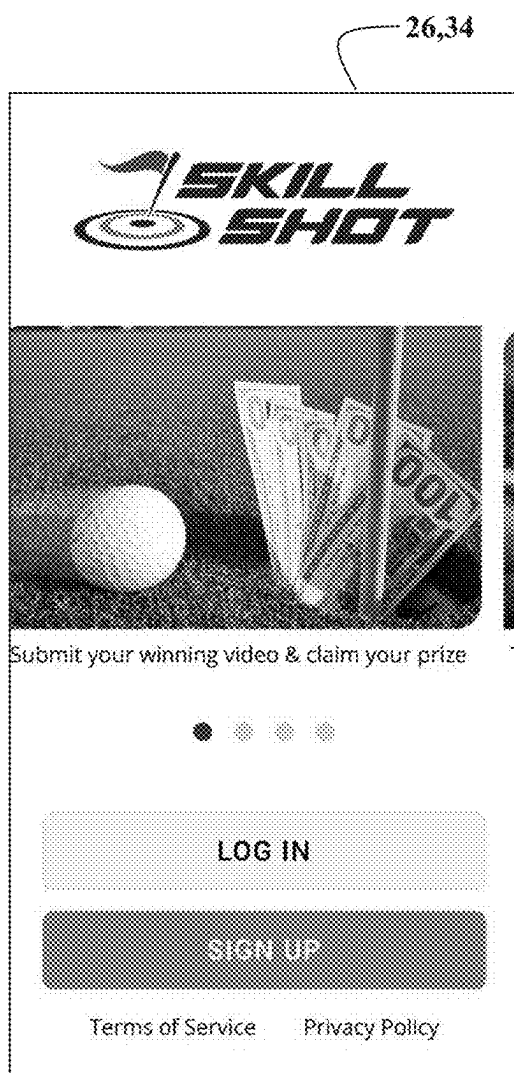 26,34
SKILL
SHOT
Submit your winning video & claim your prize
LOG IN
SIGN UP
Terms of Service Privacy Policy